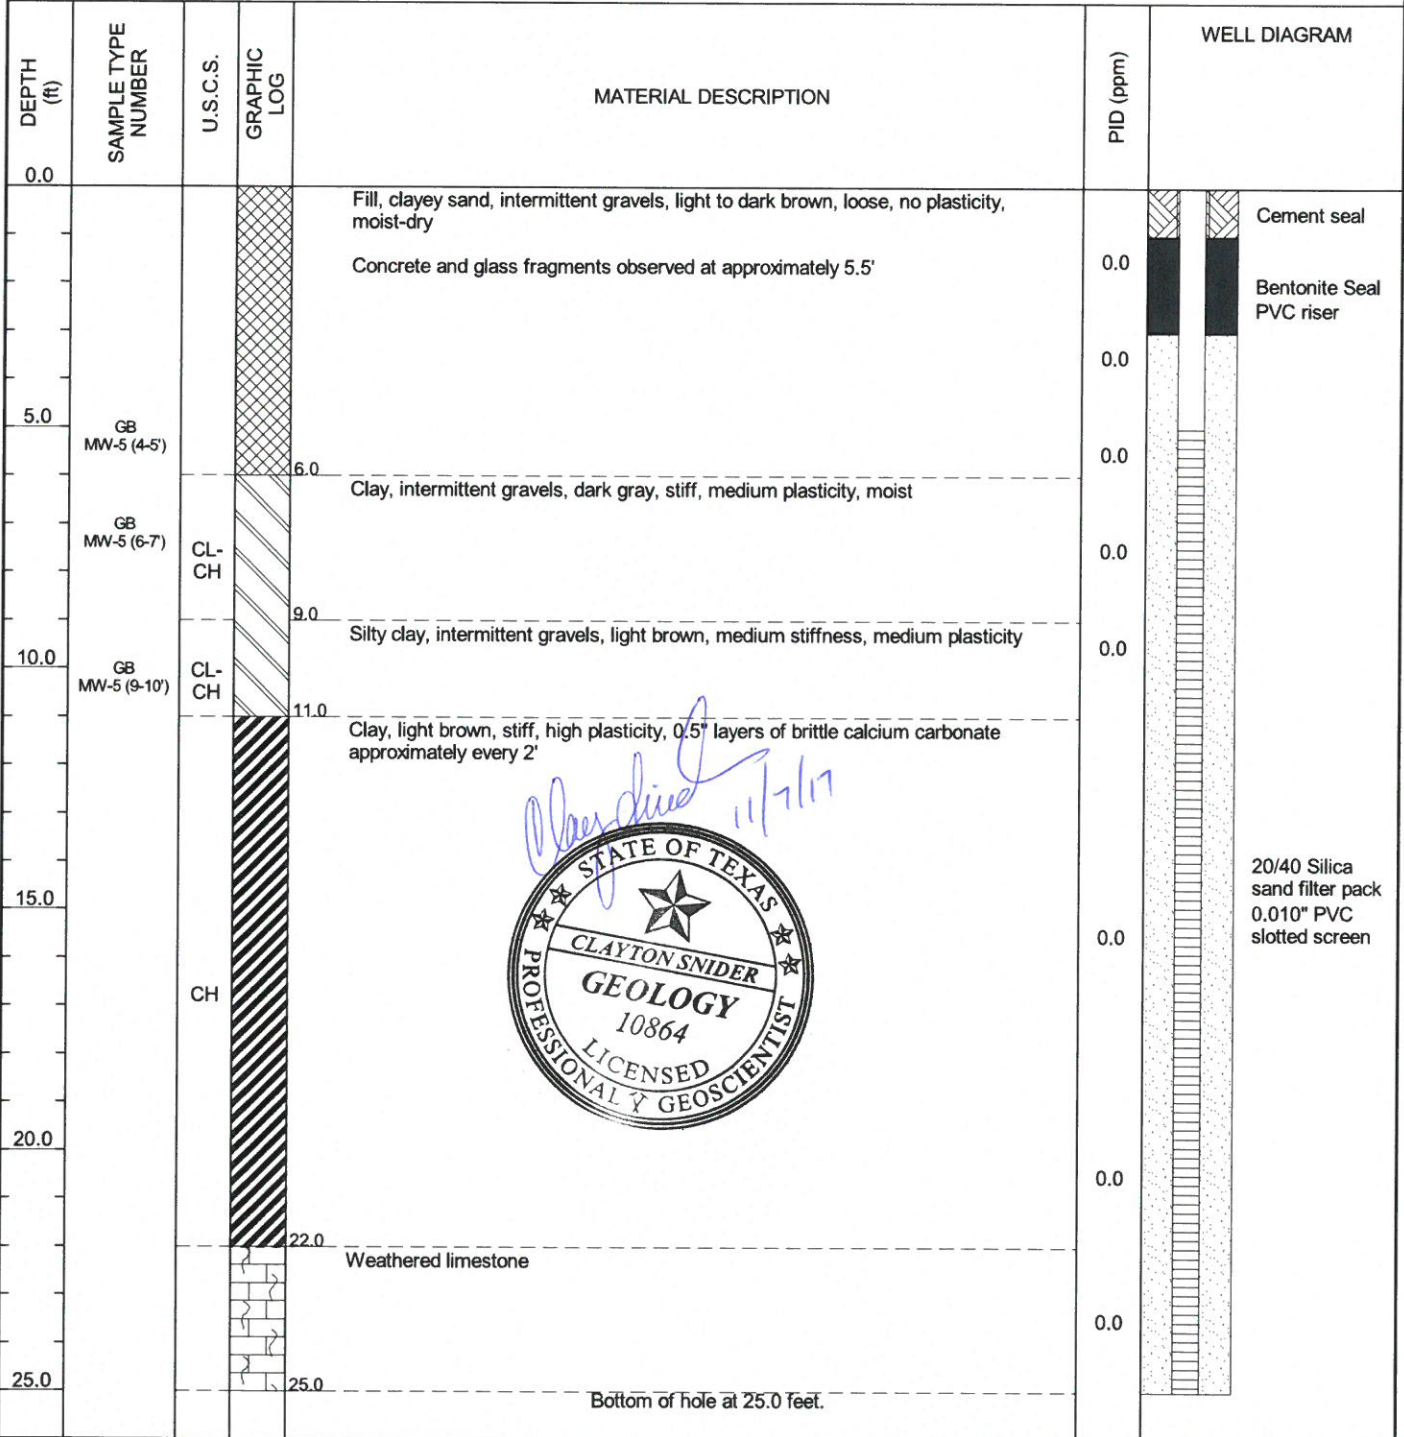 DEPTH
(ft)
SAMPLE TYPE
NUMBER
U.S.C.S.
GRAPHIC
LOG
MATERIAL DESCRIPTION
PID (ppm)
WELL DIAGRAM
0.0
Fill, clayey sand, intermittent gravels, light to dark brown, loose, no plasticity,
moist-dry
Cement seal
Concrete and glass fragments observed at approximately 5.5'
0.0
Bentonite Seal
PVC riser
0.0
5.0
GB
MW-5 (4-5')
0.0
6.0
Clay, intermittent gravels, dark gray, stiff, medium plasticity, moist
GB
MW-5 (6-7')
CL-
CH
0.0
9.0
Silty clay, intermittent gravels, light brown, medium stiffness, medium plasticity
0.0
10.0
GB
MW-5 (9-10')
CL-
CH
11.0
Clay, light brown, stiff, high plasticity, 0.5" layers of brittle calcium carbonate
approximately every 2'
11/7/17
STATE OF TEXAS
CLAYTON SNIDER
GEOLOGY
10864
LICENSED
PROFESSIONAL GEOSCIENTIST
15.0
0.0
20/40 Silica
sand filter pack
0.010" PVC
slotted screen
CH
20.0
0.0
22.0
Weathered limestone
0.0
25.0
25.0
Bottom of hole at 25.0 feet.